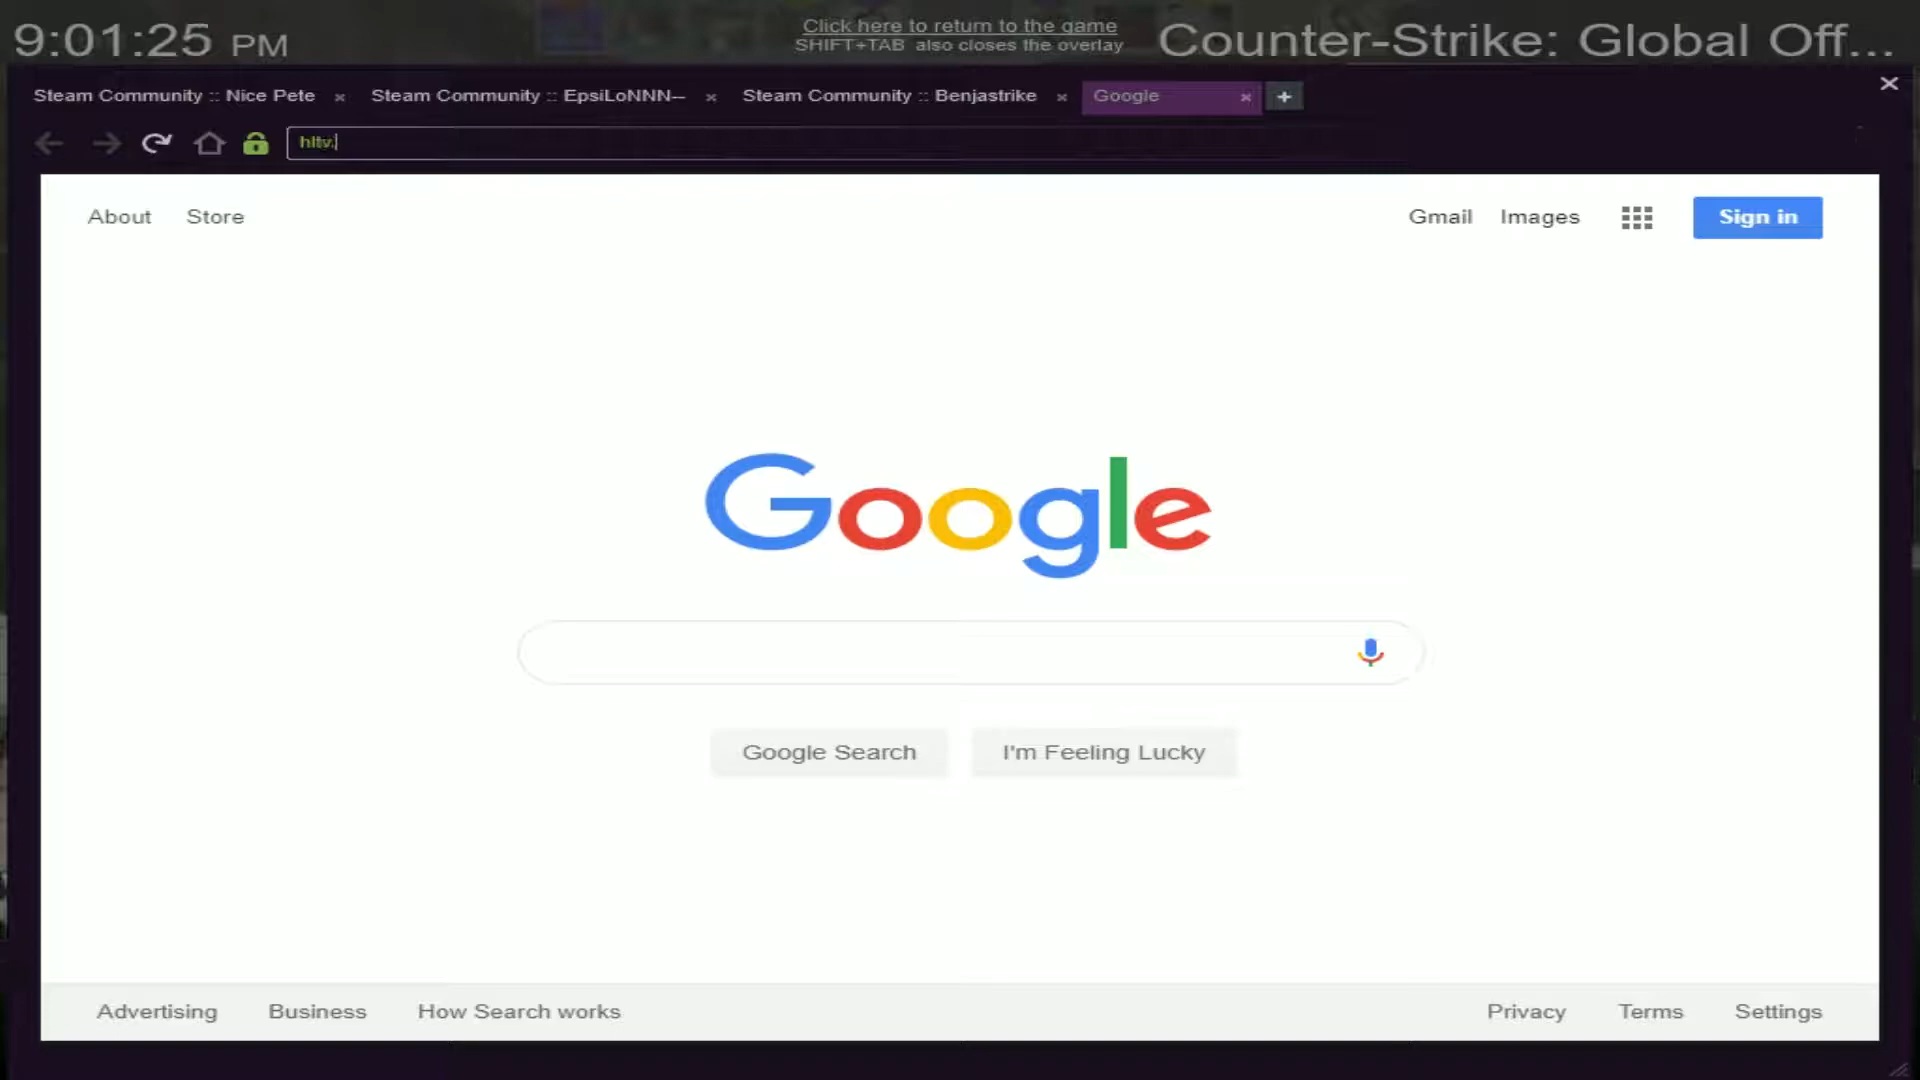 9:01:25 PM
Click here to return to the game
SHIFT+TAB also closes the overlay
Counter-Strike: Global Off...
Steam Community :: Nice Pete × Steam Community :: EpsiLoNNN-- × Steam Community :: Benjastrike × Google × +
hltv.
About Store Gmail Images Sign in
Google
Google Search I'm Feeling Lucky
Advertising Business How Search works Privacy Terms Settings